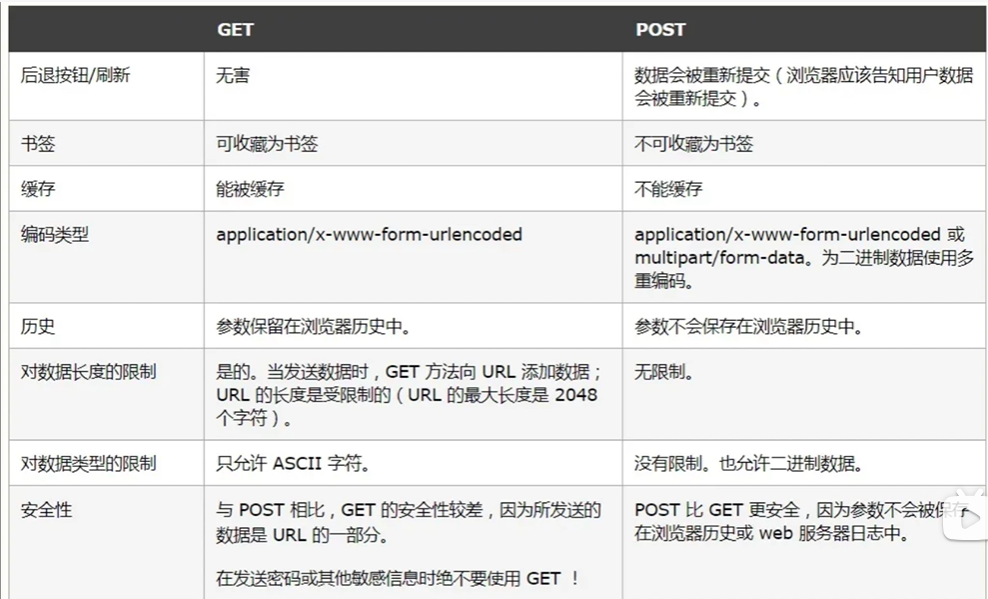 GET POST
后退按钮/刷新 无害 数据会被重新提交（浏览器应该告知用户数据
会被重新提交）。
书签 可收藏为书签 不可收藏为书签
缓存 能被缓存 不能缓存
编码类型 application/x-www-form-urlencoded application/x-www-form-urlencoded 或
multipart/form-data。为二进制数据使用多
重编码。
历史 参数保留在浏览器历史中。 参数不会保存在浏览器历史中。
对数据长度的限制 是的。当发送数据时，GET 方法向 URL 添加数据； 无限制。
URL 的长度是受限制的（URL 的最大长度是 2048
个字符）。
对数据类型的限制 只允许 ASCII 字符。 没有限制。也允许二进制数据。
安全性 与 POST 相比，GET 的安全性较差，因为所发送的 POST 比 GET 更安全，因为参数不会被保存
数据是 URL 的一部分。 在浏览器历史或 web 服务器日志中。
在发送密码或其他敏感信息时绝不要使用 GET ！